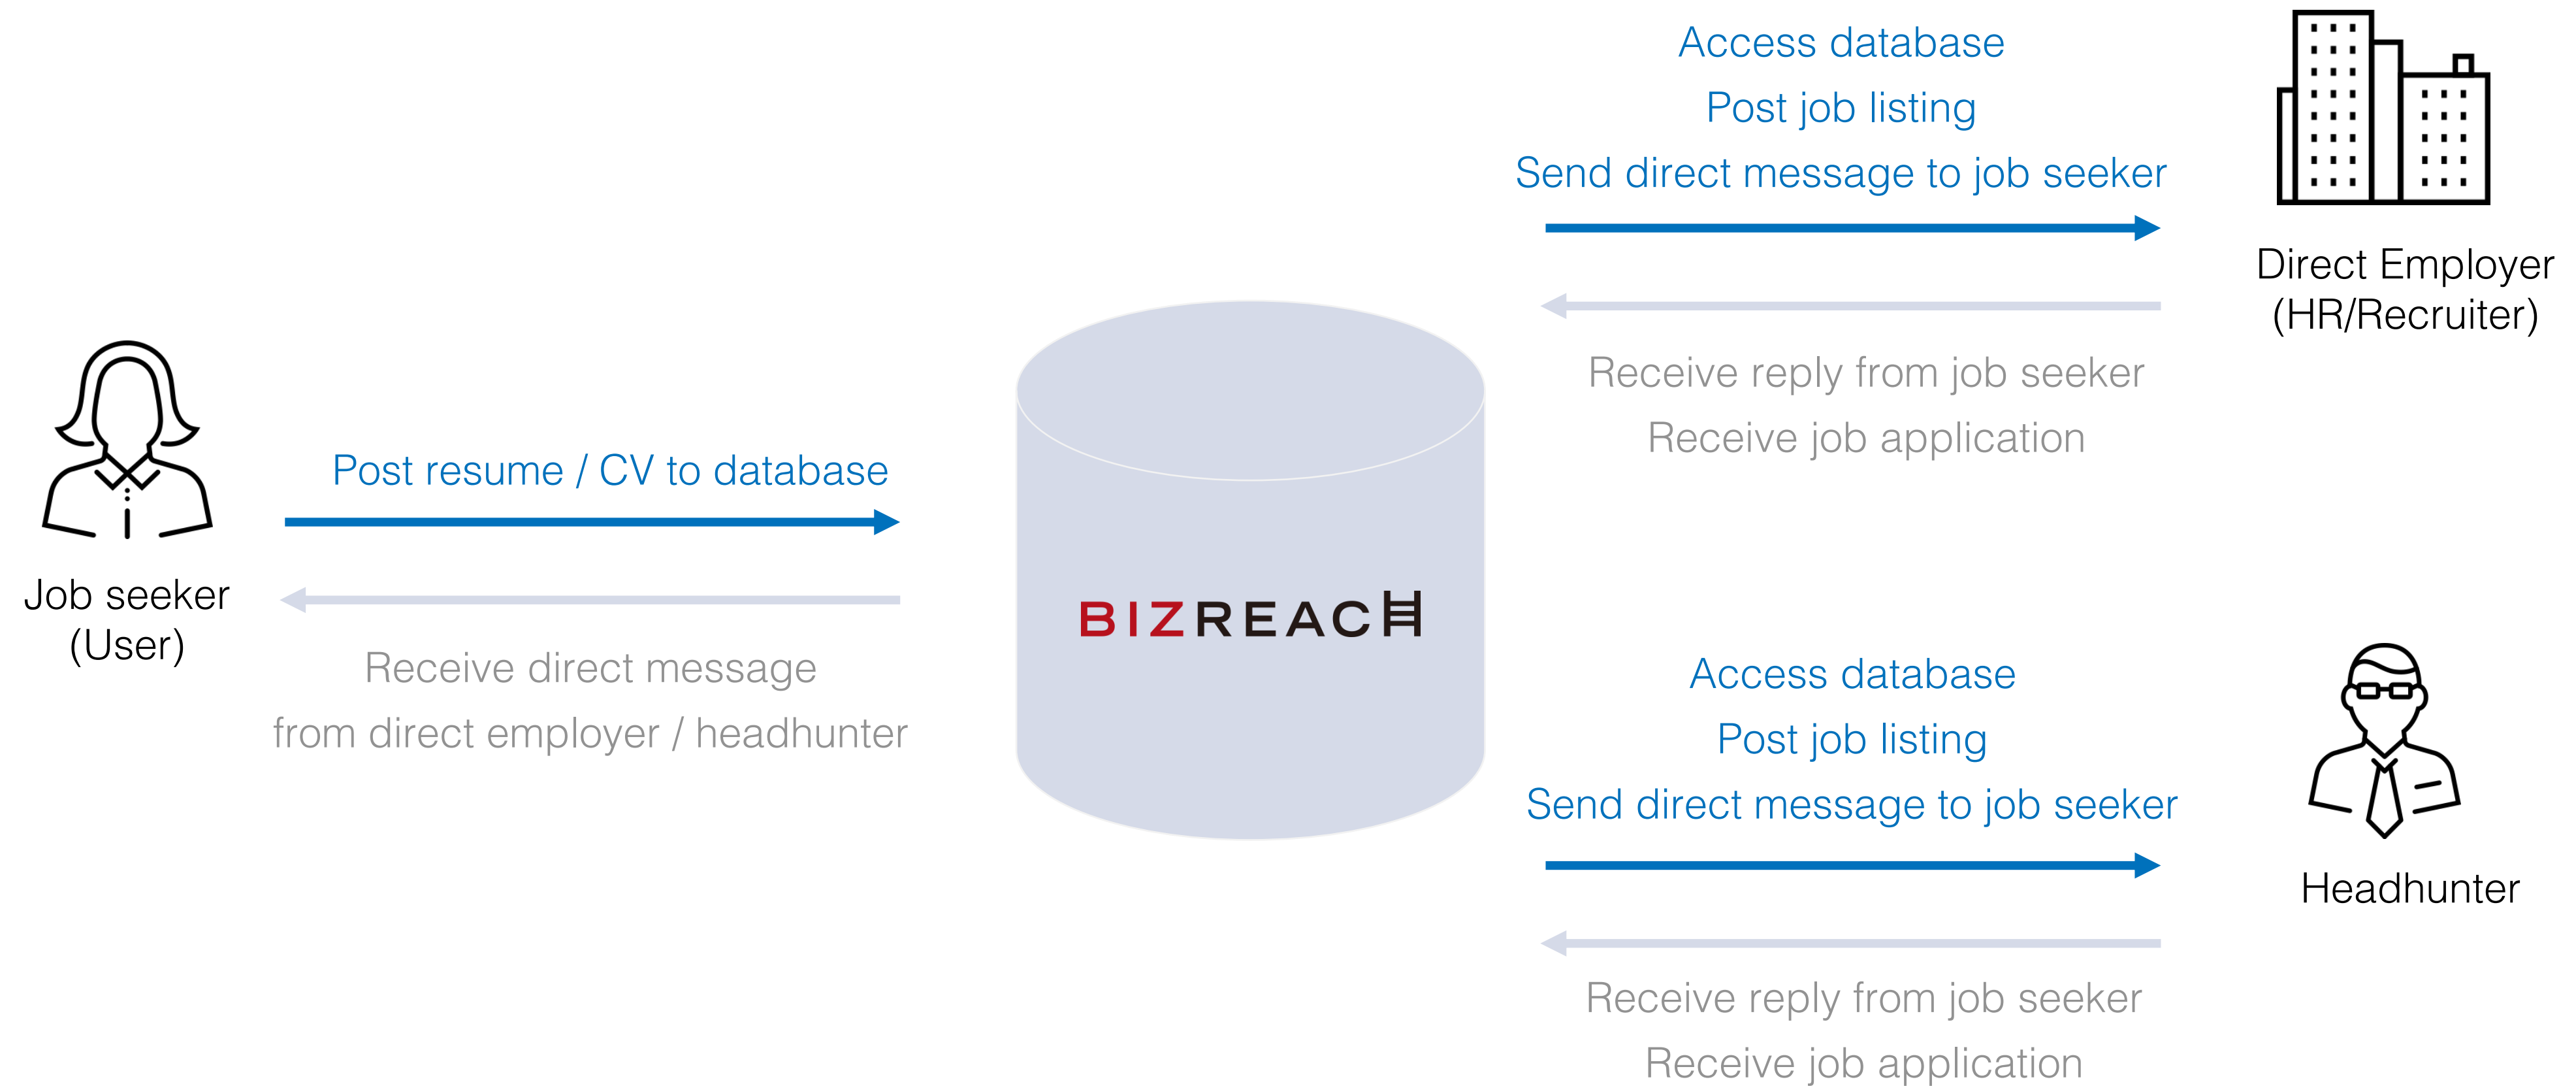 Access database
Post job listing
Send direct message to job seeker
Direct Employer
(HR/Recruiter)
Receive reply from job seeker
Receive job application
Post resume / CV to database
Job seeker
(User)
Receive direct message
from direct employer / headhunter
BIZREACH
Access database
Post job listing
Send direct message to job seeker
Headhunter
Receive reply from job seeker
Receive job application